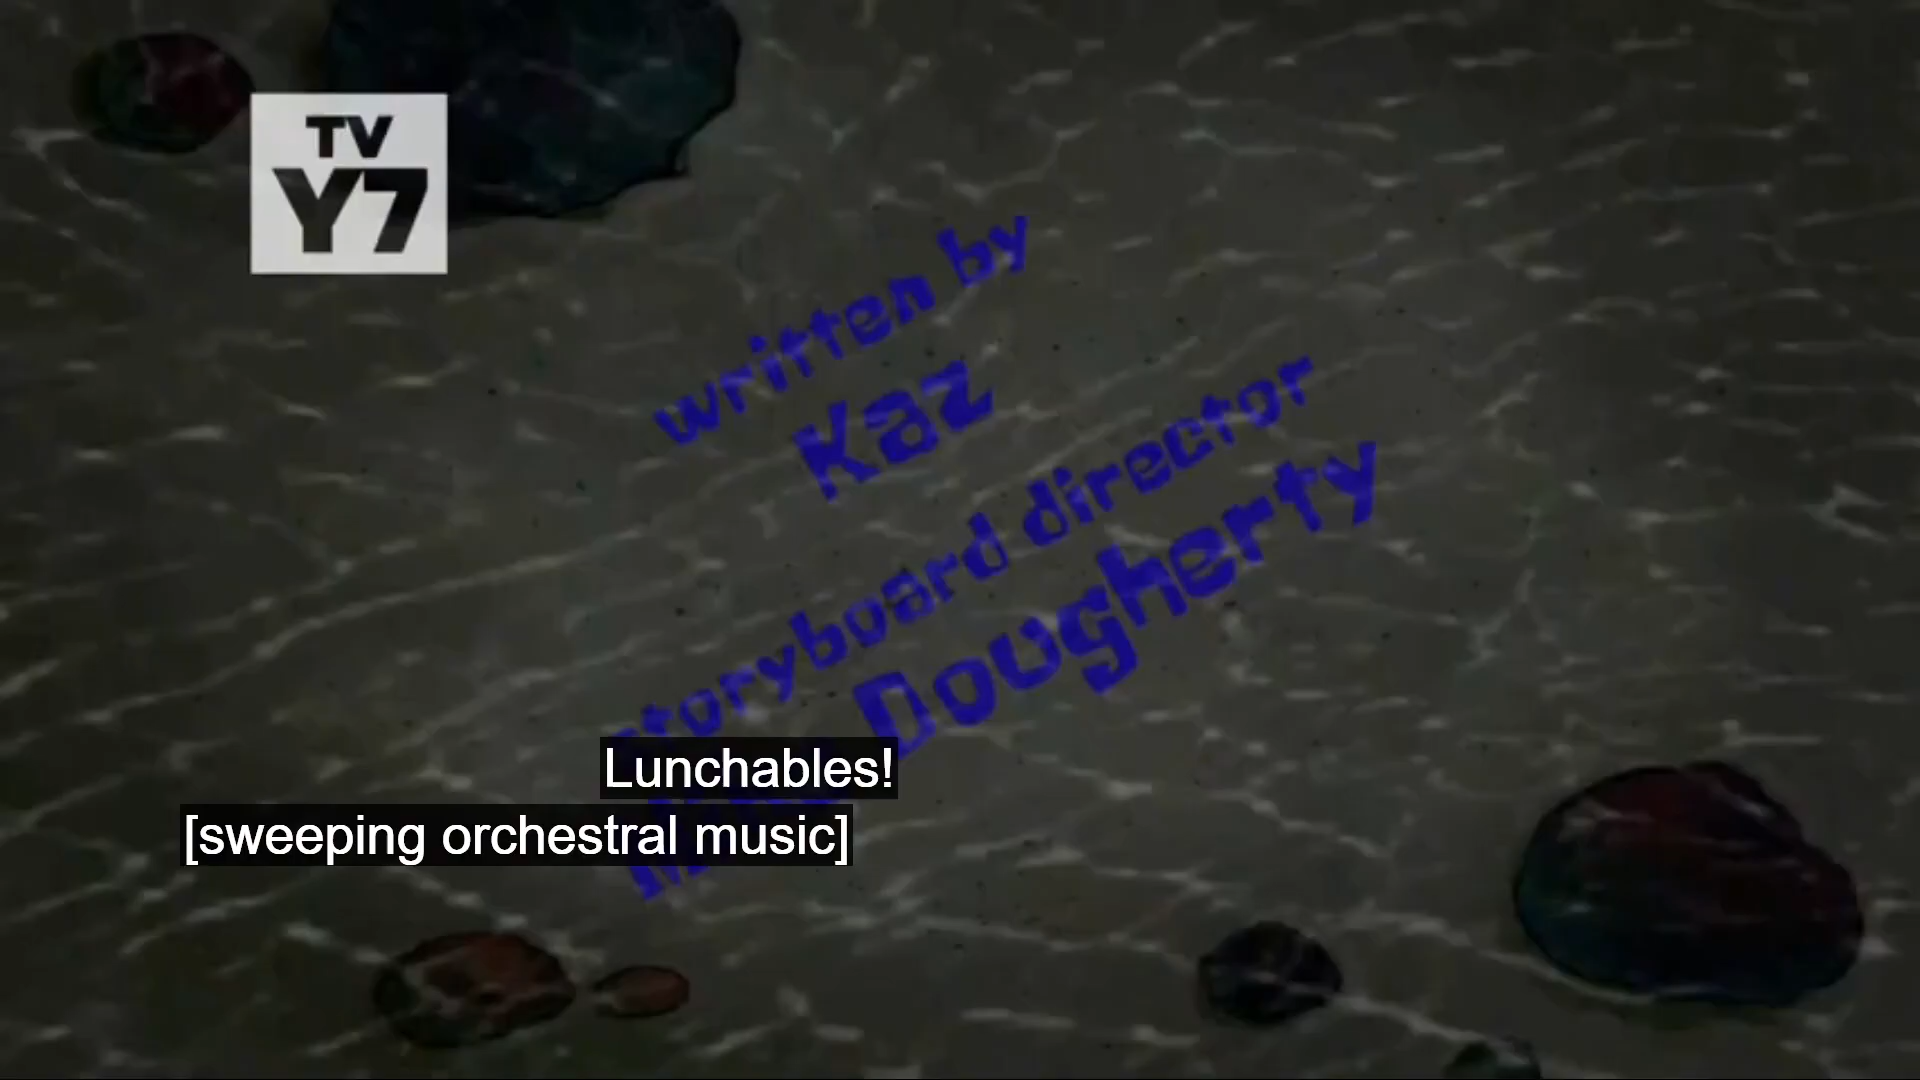 TV
Y7
written by
Kaz
storyboard director
Dougherty
Lunchables!
[sweeping orchestral music]